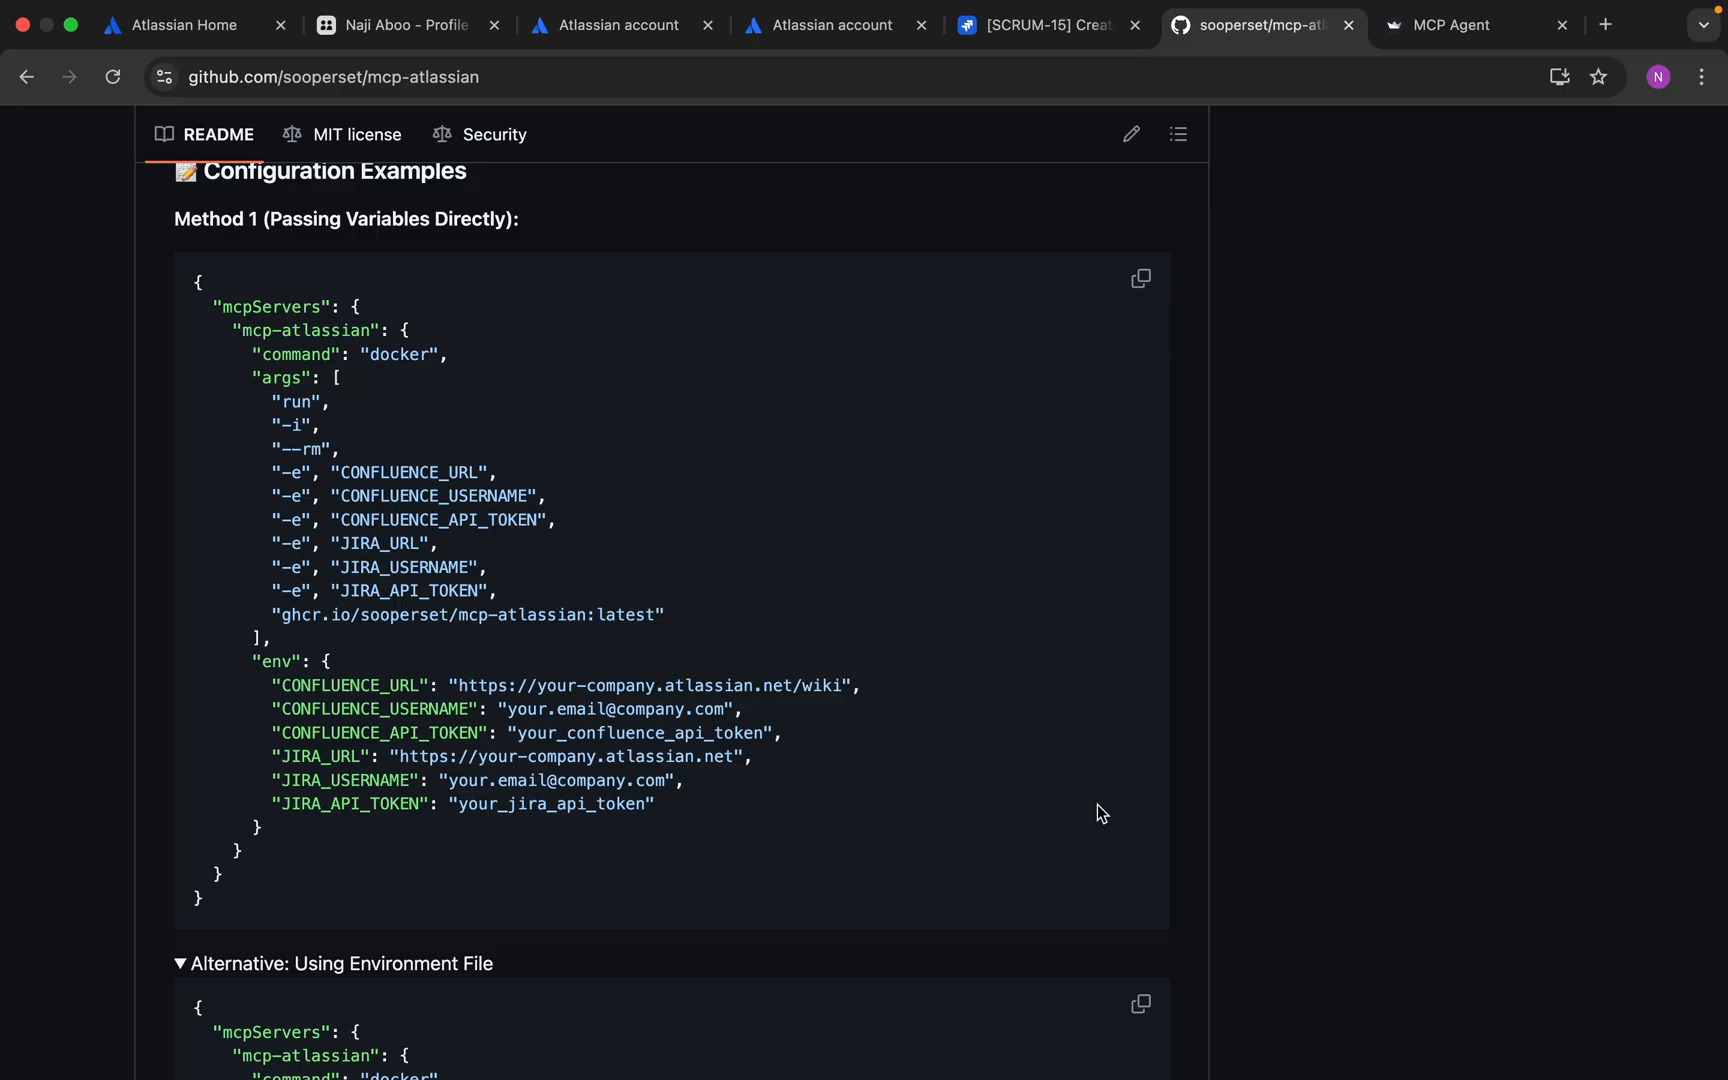 Atlassian Home
Naji Aboo - Profile
Atlassian account
Atlassian account
[SCRUM-15] Creat
sooperset/mcp-atl
MCP Agent
github.com/sooperset/mcp-atlassian
N
README
MIT license
Security
Configuration Examples
Method 1 (Passing Variables Directly):
{
"mcpServers": {
"mcp-atlassian": {
"command": "docker",
"args": [
"run",
"-i",
"--rm",
"-e", "CONFLUENCE_URL",
"-e", "CONFLUENCE_USERNAME",
"-e", "CONFLUENCE_API_TOKEN",
"-e", "JIRA_URL",
"-e", "JIRA_USERNAME",
"-e", "JIRA_API_TOKEN",
"ghcr.io/sooperset/mcp-atlassian:latest"
],
"env": {
"CONFLUENCE_URL": "https://your-company.atlassian.net/wiki",
"CONFLUENCE_USERNAME": "your.email@company.com",
"CONFLUENCE_API_TOKEN": "your_confluence_api_token",
"JIRA_URL": "https://your-company.atlassian.net",
"JIRA_USERNAME": "your.email@company.com",
"JIRA_API_TOKEN": "your_jira_api_token"
}
}
}
}
Alternative: Using Environment File
{
"mcpServers": {
"mcp-atlassian": {
"command": "docker"